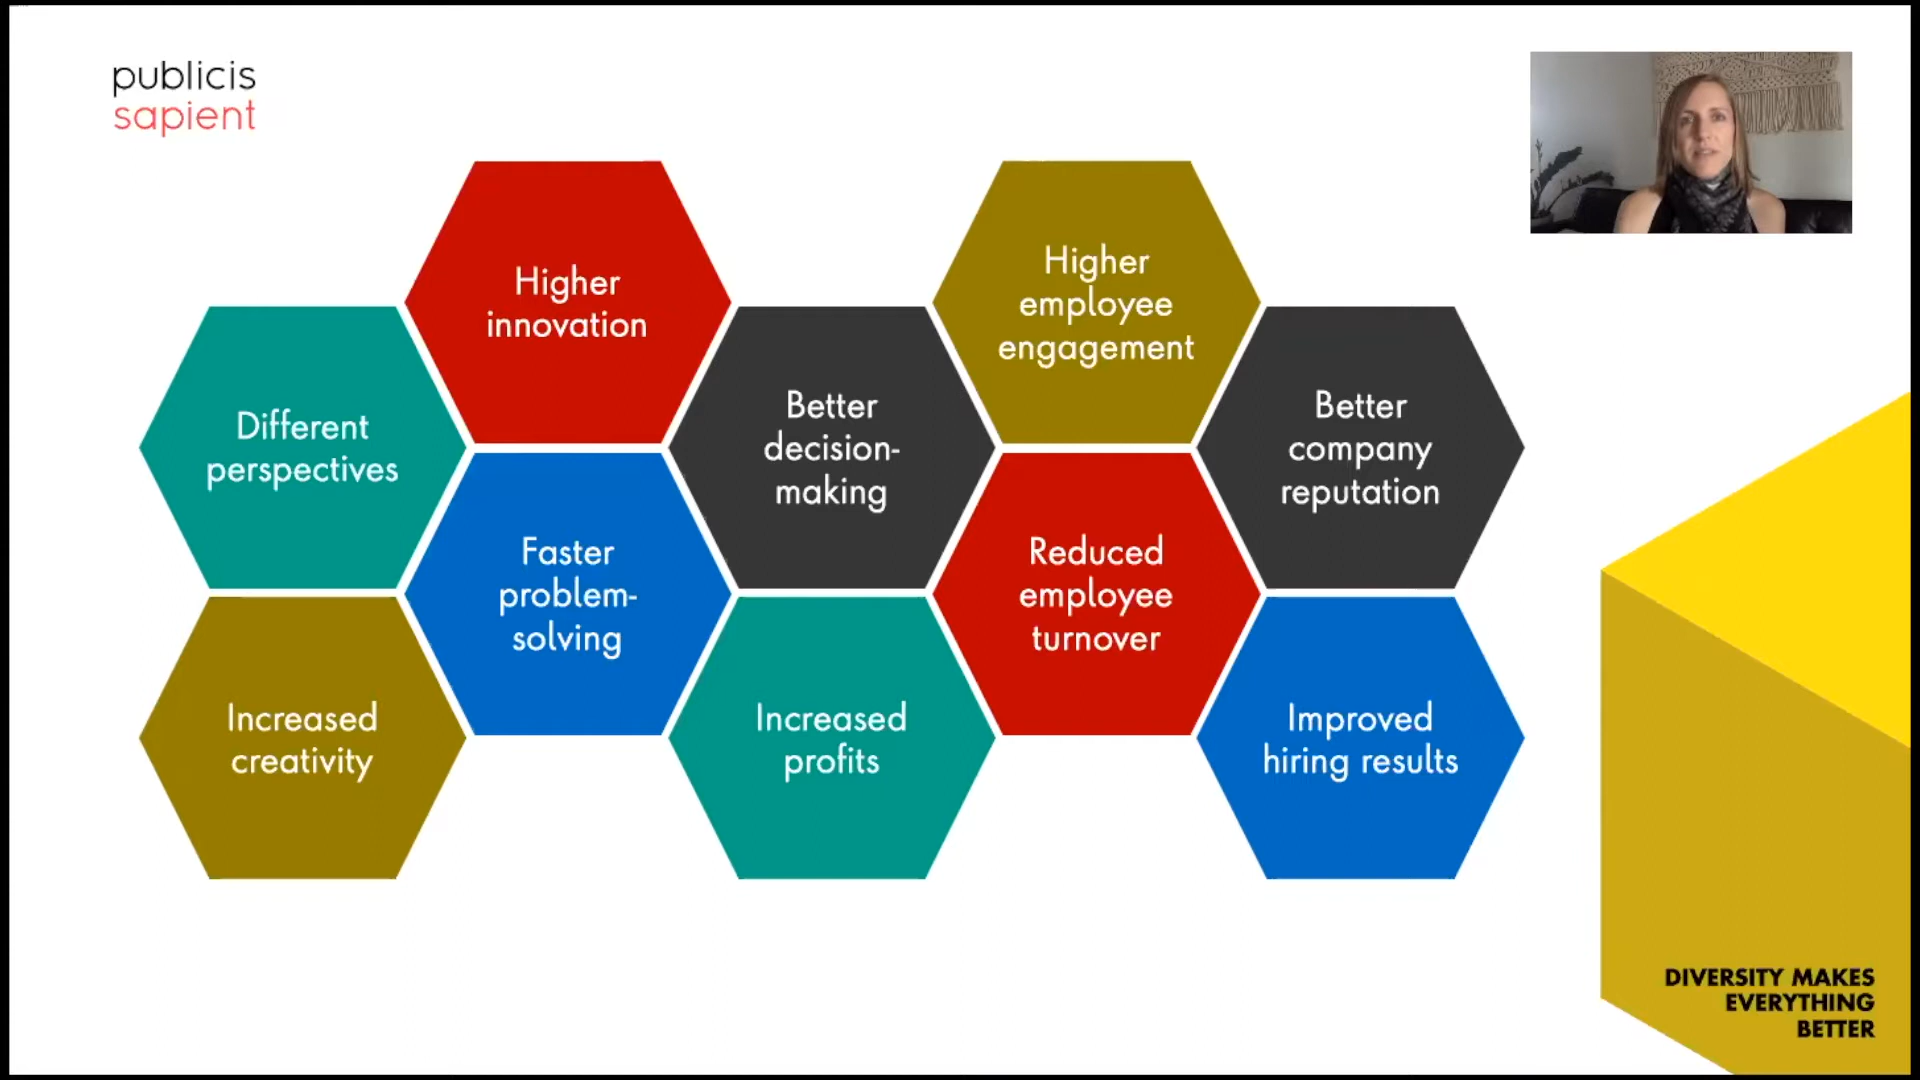 publicis
sapient
Different
perspectives
Increased
creativity
Higher
innovation
Faster
problem-
solving
Better
decision-
making
Increased
profits
Higher
employee
engagement
Reduced
employee
turnover
Better
company
reputation
Improved
hiring results
DIVERSITY MAKES
EVERYTHING
BETTER